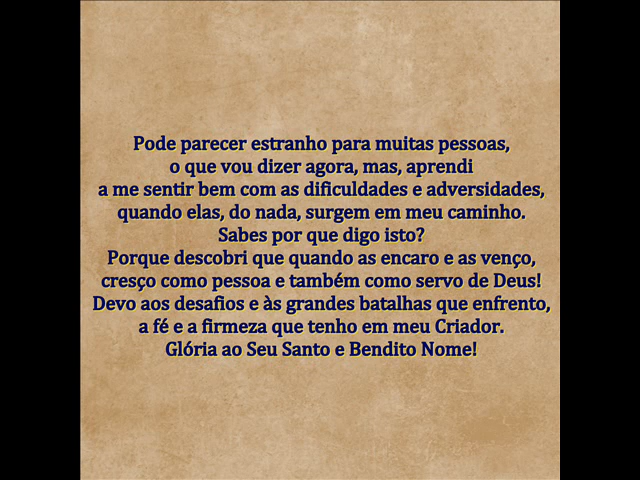 Pode parecer estranho para muitas pessoas,
o que vou dizer agora, mas, aprendi
a me sentir bem com as dificuldades e adversidades,
quando elas, do nada, surgem em meu caminho.
Sabes por que digo isto?
Porque descobri que quando as encaro e as venço,
cresço como pessoa e também como servo de Deus!
Devo aos desafios e às grandes batalhas que enfrento,
a fé e a firmeza que tenho em meu Criador.
Glória ao Seu Santo e Bendito Nome!